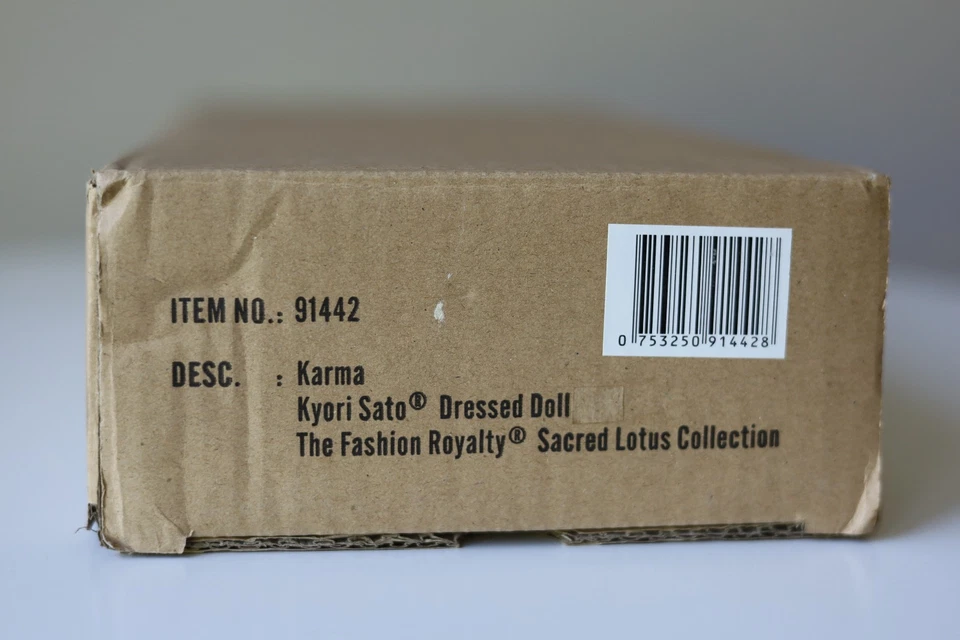 ITEM NO.: 91442
DESC. : Karma
Kyori Sato® Dressed Doll
The Fashion Royalty® Sacred Lotus Collection
0 753250 914428